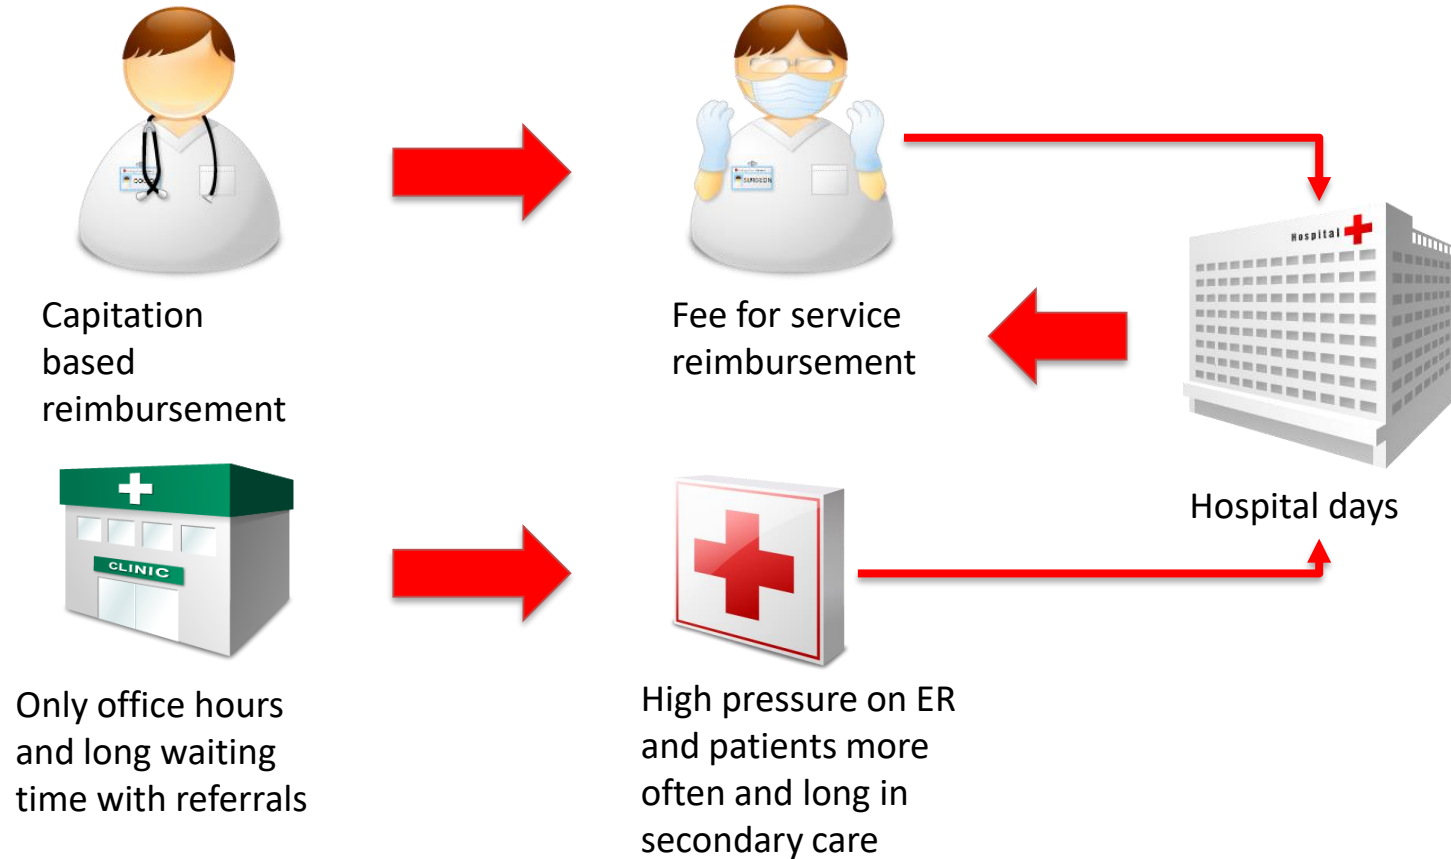 SURGEON
Hospital
Capitation
based
reimbursement
Fee for service
reimbursement
Hospital days
CLINIC
Only office hours
and long waiting
time with referrals
High pressure on ER
and patients more
often and long in
secondary care